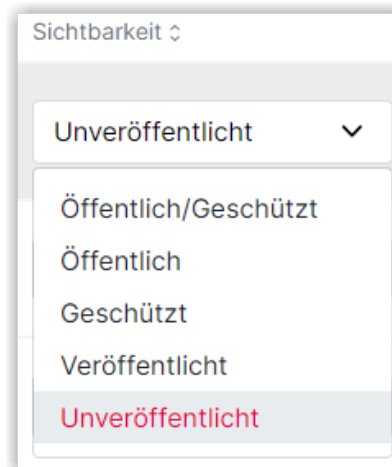 Sichtbarkeit
Unveröffentlicht
Öffentlich/Geschützt
Öffentlich
Geschützt
Veröffentlicht
Unveröffentlicht